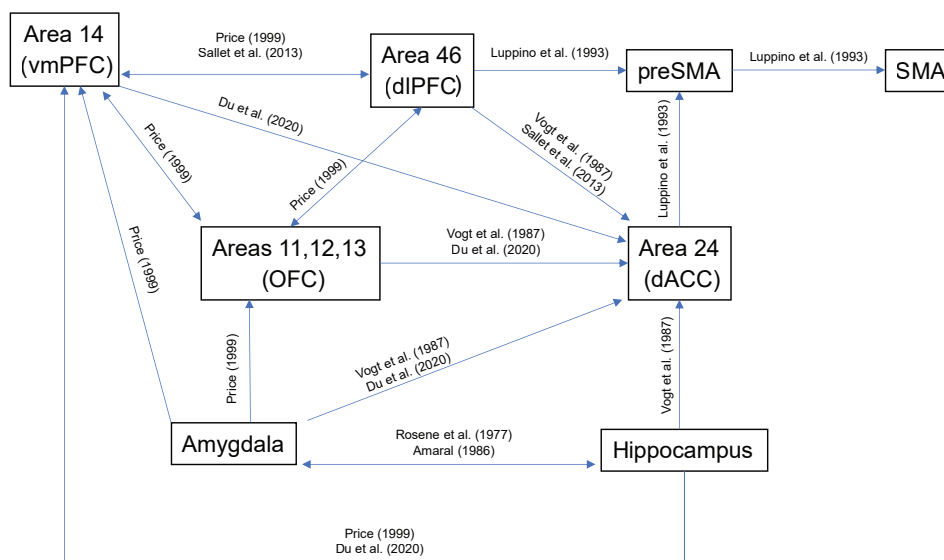 Area 14
(vmPFC)
Price (1999)
Sallet et al. (2013)
Area 46
(dlPFC)
Luppino et al. (1993)
preSMA
Luppino et al. (1993)
SMA
Du et al. (2020)
Price (1999)
Price (1999)
Vogt et al. (1987)
Sallet et al. (2013)
Luppino et al. (1993)
Price (1999)
Areas 11,12,13
(OFC)
Vogt et al. (1987)
Du et al. (2020)
Area 24
(dACC)
Price (1999)
Vogt et al. (1987)
Du et al. (2020)
Vogt et al. (1987)
Amygdala
Rosene et al. (1977)
Amaral (1986)
Hippocampus
Price (1999)
Du et al. (2020)